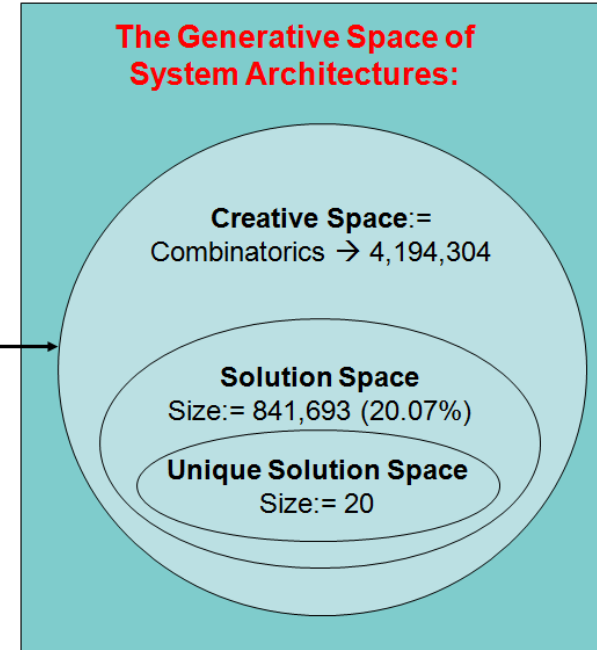 The Generative Space of
System Architectures:
Creative Space:=
Combinatorics → 4,194,304
Solution Space
Size:= 841,693 (20.07%)
Unique Solution Space
Size:= 20